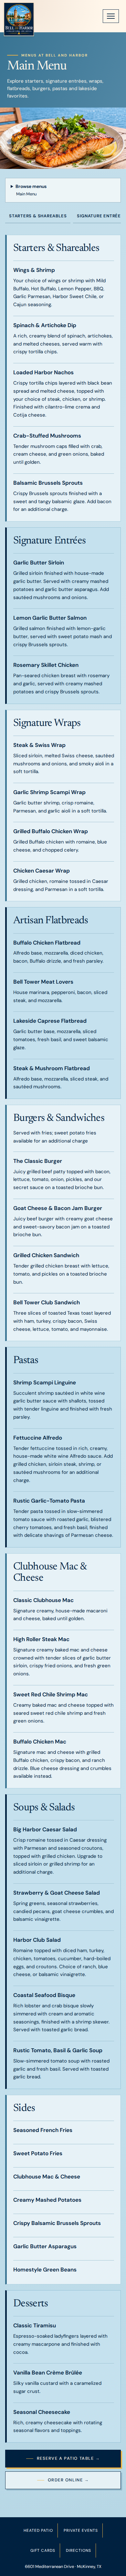 MENUS AT BELL AND HARBOR
Main Menu
Explore starters, signature entrées, wraps,
flatbreads, burgers, pastas and lakeside
favorites.
Browse menus
Main Menu
STARTERS & SHAREABLES
SIGNATURE ENTRÉE
Starters & Shareables
Wings & Shrimp
Your choice of wings or shrimp with Mild
Buffalo, Hot Buffalo, Lemon Pepper, BBQ,
Garlic Parmesan, Harbor Sweet Chile, or
Cajun seasoning.
Spinach & Artichoke Dip
A rich, creamy blend of spinach, artichokes,
and melted cheeses, served warm with
crispy tortilla chips.
Loaded Harbor Nachos
Crispy tortilla chips layered with black bean
and melted cheese, topped with
your choice of steak, chicken, or shrimp.
Finished with cilantro-lime crema and
Cotija cheese.
Crab-Stuffed Mushrooms
Tender mushroom caps filled with crab,
cream cheese, and green onions, baked
until golden.
Balsamic Brussels Sprouts
Crispy Brussels sprouts finished with a
sweet and tangy balsamic glaze. Add bacon
for an additional charge.
Signature Entrées
Garlic Butter Sirloin
Grilled sirloin finished with house-made
garlic butter. Served with creamy mashed
potatoes and garlic butter asparagus. Add
sautéed mushrooms and onions.
Lemon Garlic Butter Salmon
Grilled salmon finished with lemon-garlic
butter, served with sweet potato mash and
crispy Brussels sprouts.
Rosemary Skillet Chicken
Pan-seared chicken breast with rosemary
and garlic, served with creamy mashed
potatoes and crispy Brussels sprouts.
Signature Wraps
Steak & Swiss Wrap
Sliced sirloin, melted Swiss cheese, sautéed
mushrooms and onions, and smoky aioli in a
soft tortilla.
Garlic Shrimp Scampi Wrap
Garlic butter shrimp, crisp romaine,
Parmesan, and garlic aioli in a soft tortilla.
Grilled Buffalo Chicken Wrap
Grilled Buffalo chicken with romaine, blue
cheese, and chopped celery.
Chicken Caesar Wrap
Grilled chicken, romaine tossed in Caesar
dressing, and Parmesan in a soft tortilla.
Artisan Flatbreads
Buffalo Chicken Flatbread
Alfredo base, mozzarella, diced chicken,
bacon, Buffalo drizzle, and fresh parsley.
Bell Tower Meat Lovers
House marinara, pepperoni, bacon, sliced
steak, and mozzarella.
Lakeside Caprese Flatbread
Garlic butter base, mozzarella, sliced
tomatoes, fresh basil, and sweet balsamic
glaze.
Steak & Mushroom Flatbread
Alfredo base, mozzarella, sliced steak, and
sautéed mushrooms.
Burgers & Sandwiches
Served with fries; sweet potato fries
available for an additional charge.
The Classic Burger
Juicy grilled beef patty topped with bacon,
lettuce, tomato, onion, pickles, and our
secret sauce on a toasted brioche bun.
Goat Cheese & Bacon Jam Burger
Juicy beef burger with creamy goat cheese
and sweet-savory bacon jam on a toasted
brioche bun.
Grilled Chicken Sandwich
Tender grilled chicken breast with lettuce,
tomato, and pickles on a toasted brioche
bun.
Bell Tower Club Sandwich
Three slices of toasted Texas toast layered
with ham, turkey, crispy bacon, Swiss
cheese, lettuce, tomato, and mayonnaise.
Pastas
Shrimp Scampi Linguine
Succulent shrimp sautéed in white wine
garlic butter sauce with shallots, tossed
with tender linguine and finished with fresh
parsley.
Fettuccine Alfredo
Tender fettuccine tossed in rich, creamy,
house-made white wine Alfredo sauce. Add
grilled chicken, sirloin steak, shrimp, or
sautéed mushrooms for an additional
charge.
Rustic Garlic-Tomato Pasta
Tender pasta tossed in slow-simmered
tomato sauce with roasted garlic, blistered
cherry tomatoes, and fresh basil, finished
with delicate shavings of Parmesan cheese.
Clubhouse Mac &
Cheese
Classic Clubhouse Mac
Signature creamy, house-made macaroni
and cheese, baked until golden.
High Roller Steak Mac
Signature creamy baked mac and cheese
topped with tender slices of grilled sirloin,
crispy fried onions, and fresh green
onions.
Sweet Red Chile Shrimp Mac
Creamy baked mac and cheese topped with
seared sweet red chile shrimp and fresh
green onions.
Buffalo Chicken Mac
Signature mac and cheese with grilled
Buffalo chicken, crispy bacon, and ranch
drizzle. Blue cheese dressing and crumbles
available instead.
Soups & Salads
Big Harbor Caesar Salad
Crisp romaine tossed in Caesar dressing
with Parmesan and seasoned croutons,
topped with grilled chicken. Upgrade to
sliced sirloin or grilled shrimp for an
additional charge.
Strawberry & Goat Cheese Salad
Spring greens, seasonal strawberries,
candied pecans, goat cheese crumbles, and
balsamic vinaigrette.
Harbor Club Salad
Romaine topped with diced ham, turkey,
chicken, tomatoes, cucumber, hard-boiled
eggs, and croutons. Choice of ranch, blue
cheese, or balsamic vinaigrette.
Coastal Seafood Bisque
Rich lobster and crab bisque slowly
simmered with cream and aromatic
seasonings, finished with a drizzle of
Served with toasted garlic bread.
Rustic Tomato, Basil & Garlic Soup
Slow-simmered tomato soup with roasted
garlic and fresh basil. Served with toasted
garlic bread.
Sides
Seasoned French Fries
Sweet Potato Fries
Clubhouse Mac & Cheese
Creamy Mashed Potatoes
Crispy Balsamic Brussels Sprouts
Garlic Butter Asparagus
Homestyle Green Beans
Desserts
Classic Tiramisu
Espresso-soaked ladyfingers layered with
creamy mascarpone and finished with
cocoa.
Vanilla Bean Crème Brûlée
Silky vanilla custard with a caramelized
sugar crust.
Seasonal Cheesecake
Rich, creamy cheesecake with rotating
seasonal flavors and toppings.
RESERVE A PATIO TABLE →
ORDER ONLINE →
HEATED PATIO
PRIVATE EVENTS
GIFT CARDS
DIRECTIONS
6601 Mediterranean Drive · McKinney, TX